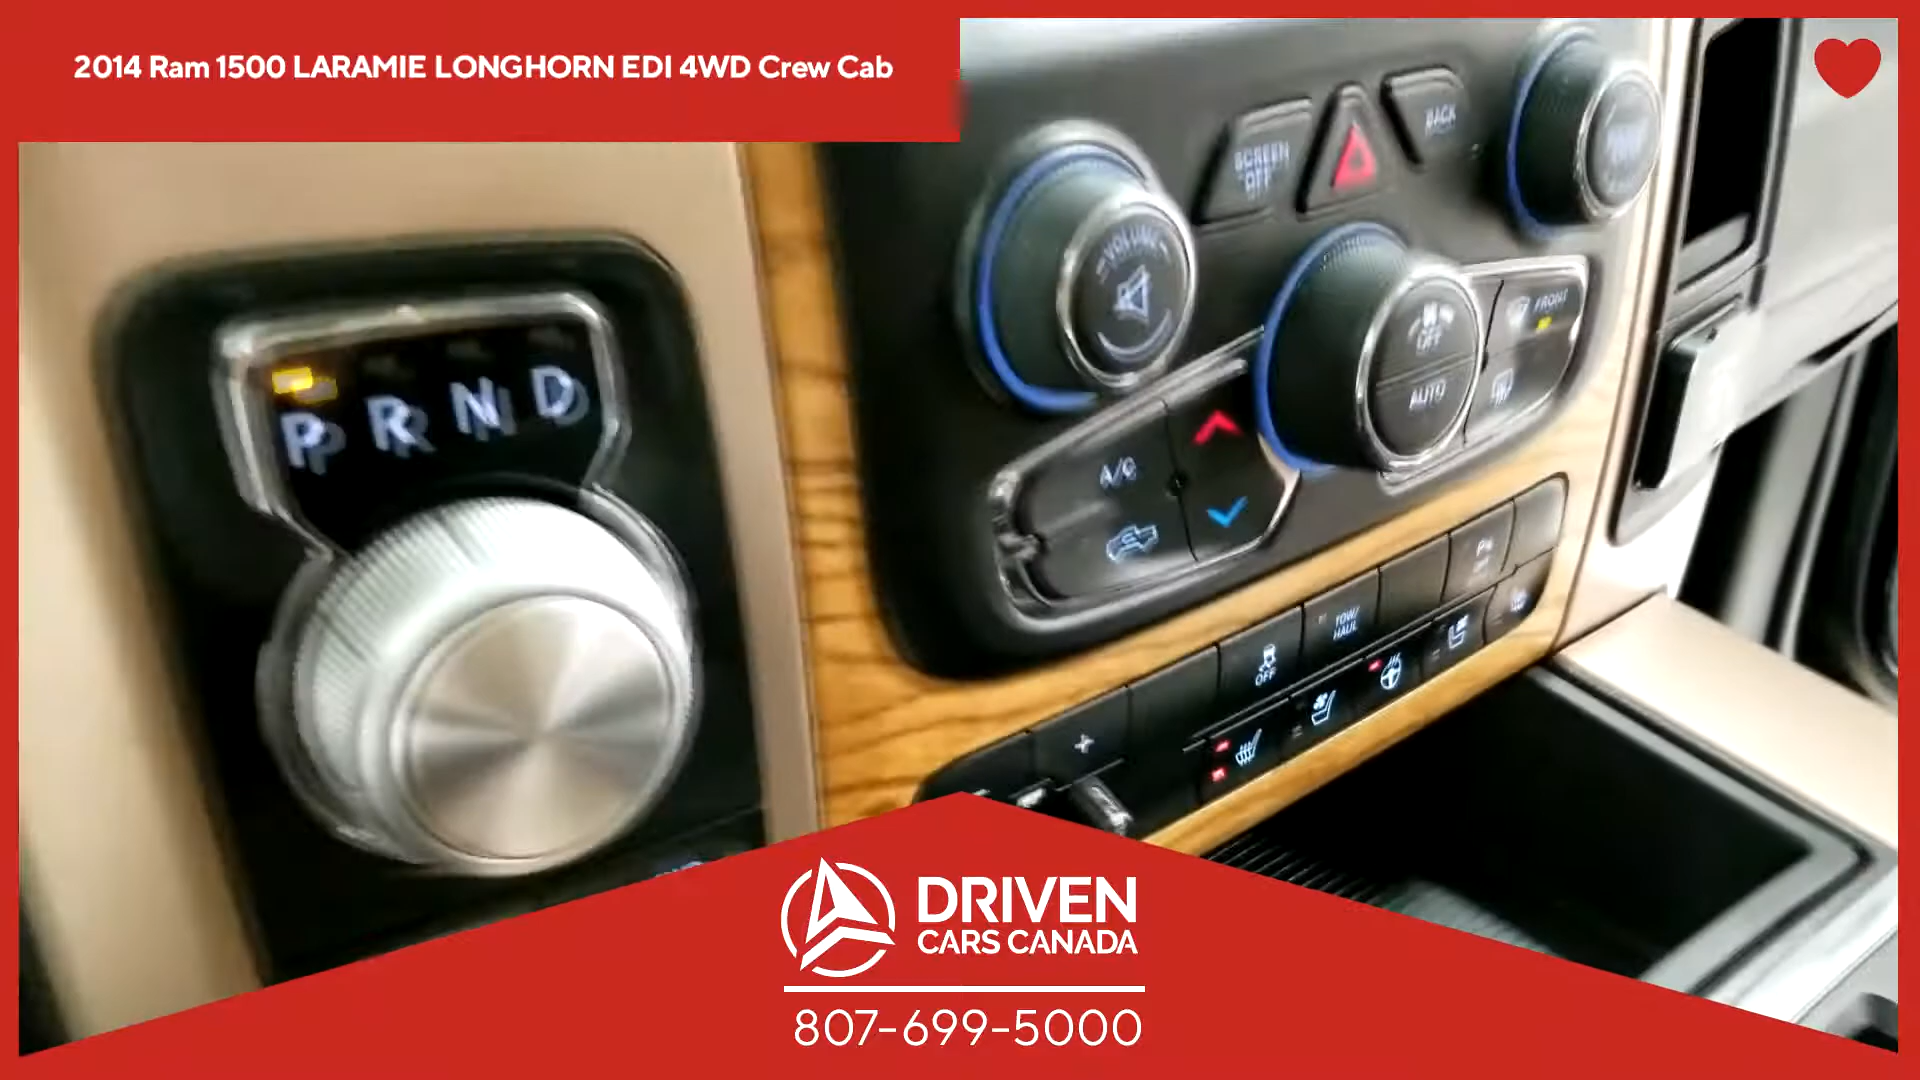 2014 Ram 1500 LARAMIE LONGHORN EDI 4WD Crew Cab
SCREEN
OFF
BACK
VOLUME
FRONT
OFF
AUTO
P R N D
A/C
TOW/
HAUL
OFF
+
DRIVEN
CARS CANADA
807-699-5000